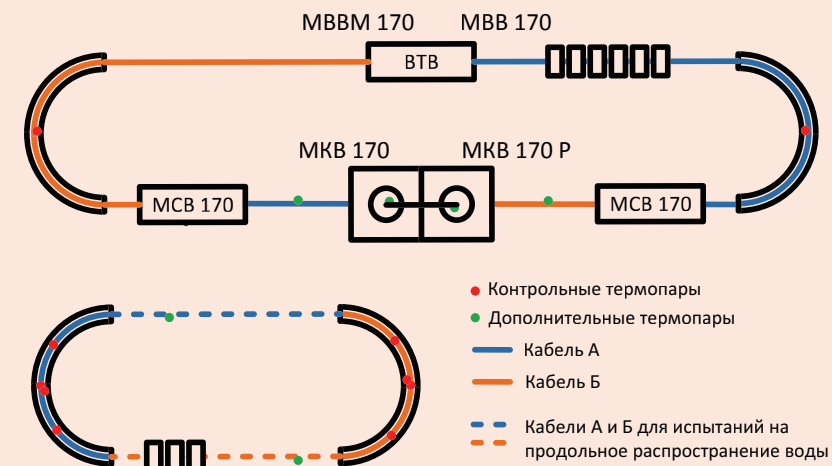 МВВМ 170 МВВ 170
ВТВ
МКВ 170 МКВ 170 Р
МСВ 170 МСВ 170
Контрольные термопары
Дополнительные термопары
Кабель А
Кабель Б
Кабели А и Б для испытаний на
продольное распространение воды